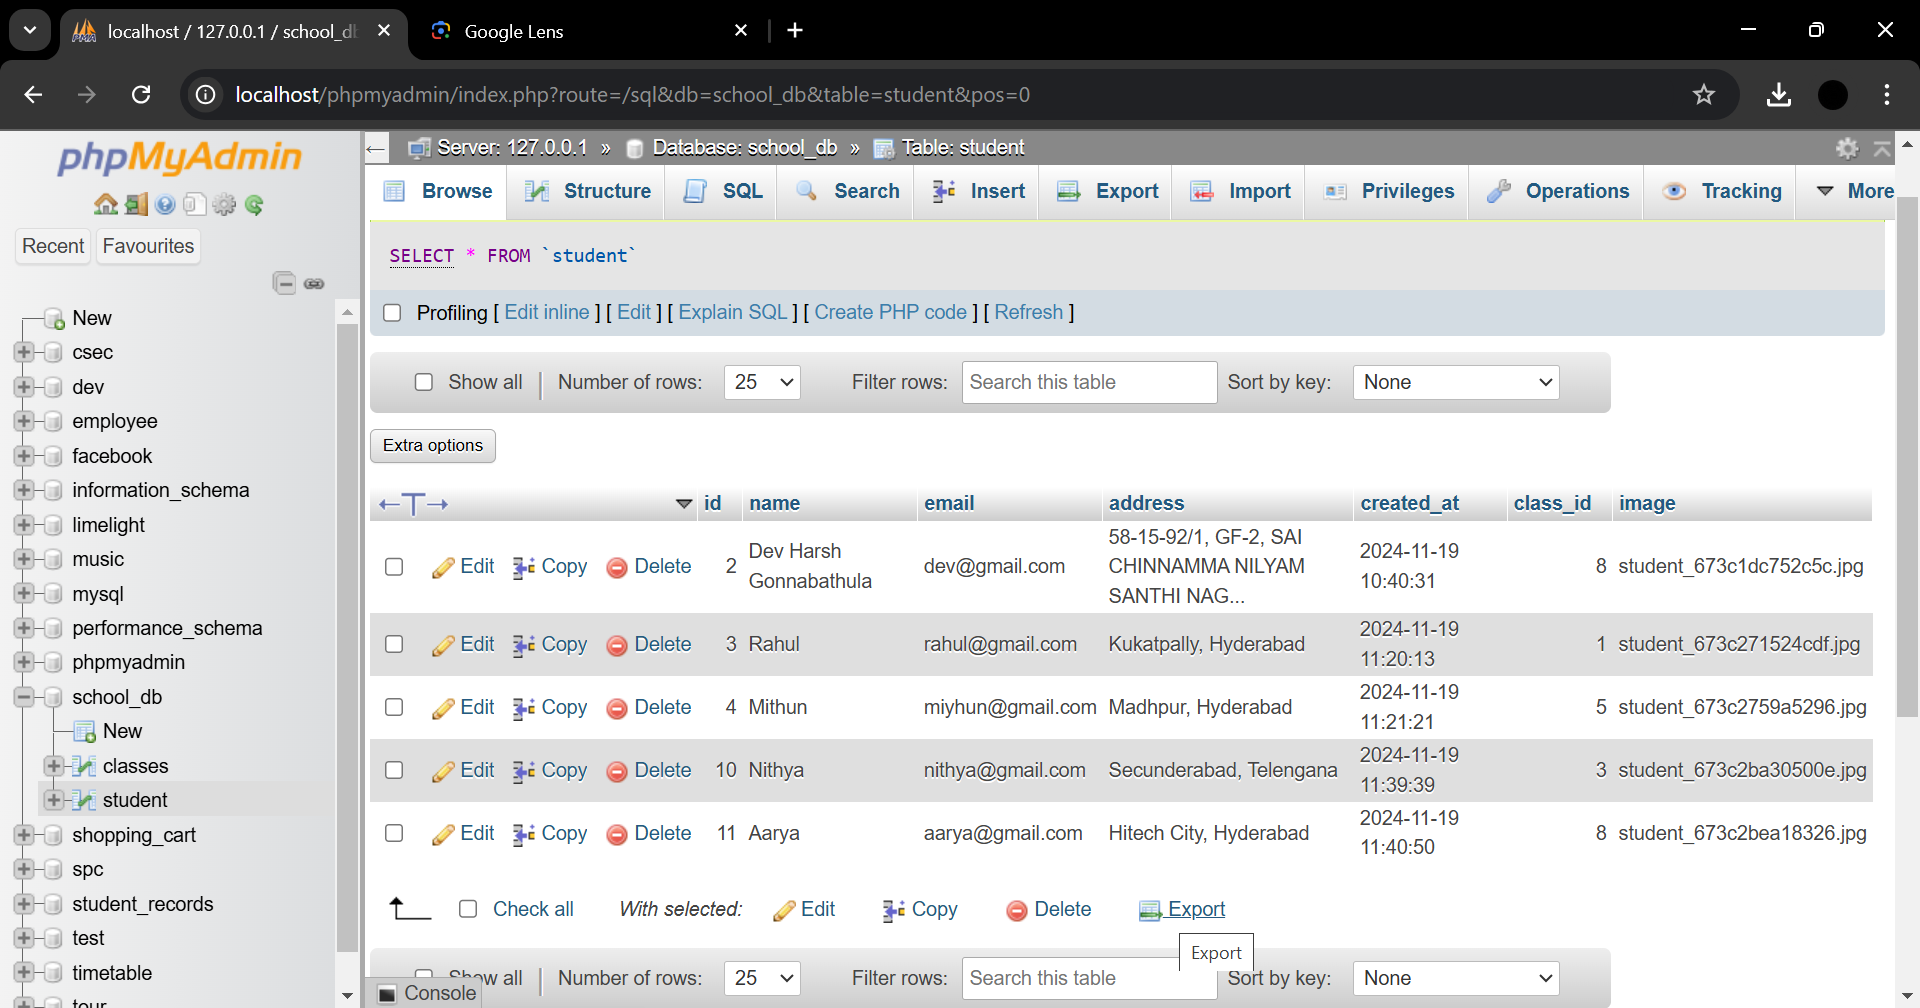 localhost / 127.0.0.1 / school_d
Google Lens
localhost/phpmyadmin/index.php?route=/sql&db=school_db&table=student&pos=0
phpMyAdmin
Recent Favourites
New
csec
dev
employee
facebook
information_schema
limelight
music
mysql
performance_schema
phpmyadmin
school_db
New
classes
student
shopping_cart
spc
student_records
test
timetable
tour
Server: 127.0.0.1 » Database: school_db » Table: student
Browse Structure SQL Search Insert Export Import Privileges Operations Tracking More
SELECT * FROM `student`
Profiling [ Edit inline ] [ Edit ] [ Explain SQL ] [ Create PHP code ] [ Refresh ]
Show all Number of rows: 25 Filter rows: Search this table Sort by key: None
Extra options
←T→ id name email address created_at class_id image
Edit Copy Delete 2 Dev Harsh Gonnabathula dev@gmail.com 58-15-92/1, GF-2, SAI CHINNAMMA NILYAM SANTHI NAG... 2024-11-19 10:40:31 8 student_673c1dc752c5c.jpg
Edit Copy Delete 3 Rahul rahul@gmail.com Kukatpally, Hyderabad 2024-11-19 11:20:13 1 student_673c271524cdf.jpg
Edit Copy Delete 4 Mithun miyhun@gmail.com Madhpur, Hyderabad 2024-11-19 11:21:21 5 student_673c2759a5296.jpg
Edit Copy Delete 10 Nithya nithya@gmail.com Secunderabad, Telengana 2024-11-19 11:39:39 3 student_673c2ba30500e.jpg
Edit Copy Delete 11 Aarya aarya@gmail.com Hitech City, Hyderabad 2024-11-19 11:40:50 8 student_673c2bea18326.jpg
Check all With selected: Edit Copy Delete Export
Export
Show all Number of rows: 25 Filter rows: Search this table Sort by key: None
Console